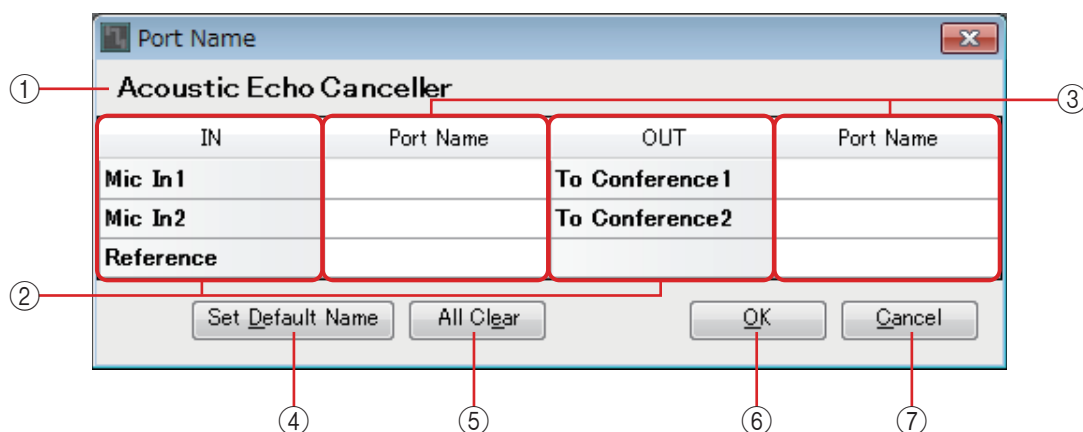 Port Name
① Acoustic Echo Canceller ③
IN Port Name OUT Port Name
Mic In1 To Conference1
Mic In2 To Conference2
Reference
②
Set Default Name All Clear OK Cancel
④ ⑤ ⑥ ⑦